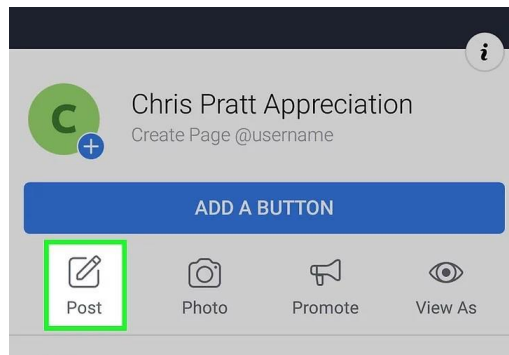 i
Chris Pratt Appreciation
C
Create Page @username
ADD A BUTTON
Post Photo Promote View As